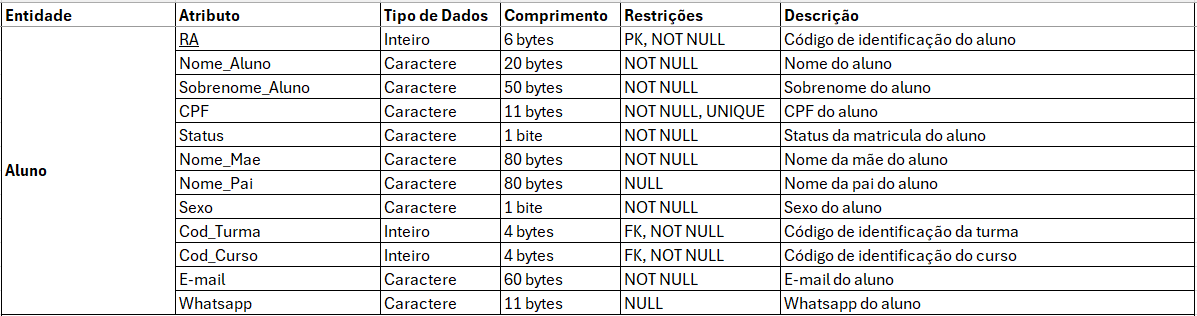 Entidade Atributo Tipo de Dados Comprimento Restrições Descrição
RA Inteiro 6 bytes PK, NOT NULL Código de identificação do aluno
Nome_Aluno Caractere 20 bytes NOT NULL Nome do aluno
Sobrenome_Aluno Caractere 50 bytes NOT NULL Sobrenome do aluno
CPF Caractere 11 bytes NOT NULL, UNIQUE CPF do aluno
Status Caractere 1 bite NOT NULL Status da matricula do aluno
Nome_Mae Caractere 80 bytes NOT NULL Nome da mãe do aluno
Aluno
Nome_Pai Caractere 80 bytes NULL Nome da pai do aluno
Sexo Caractere 1 bite NOT NULL Sexo do aluno
Cod_Turma Inteiro 4 bytes FK, NOT NULL Código de identificação da turma
Cod_Curso Inteiro 4 bytes FK, NOT NULL Código de identificação do curso
E-mail Caractere 60 bytes NOT NULL E-mail do aluno
Whatsapp Caractere 11 bytes NULL Whatsapp do aluno